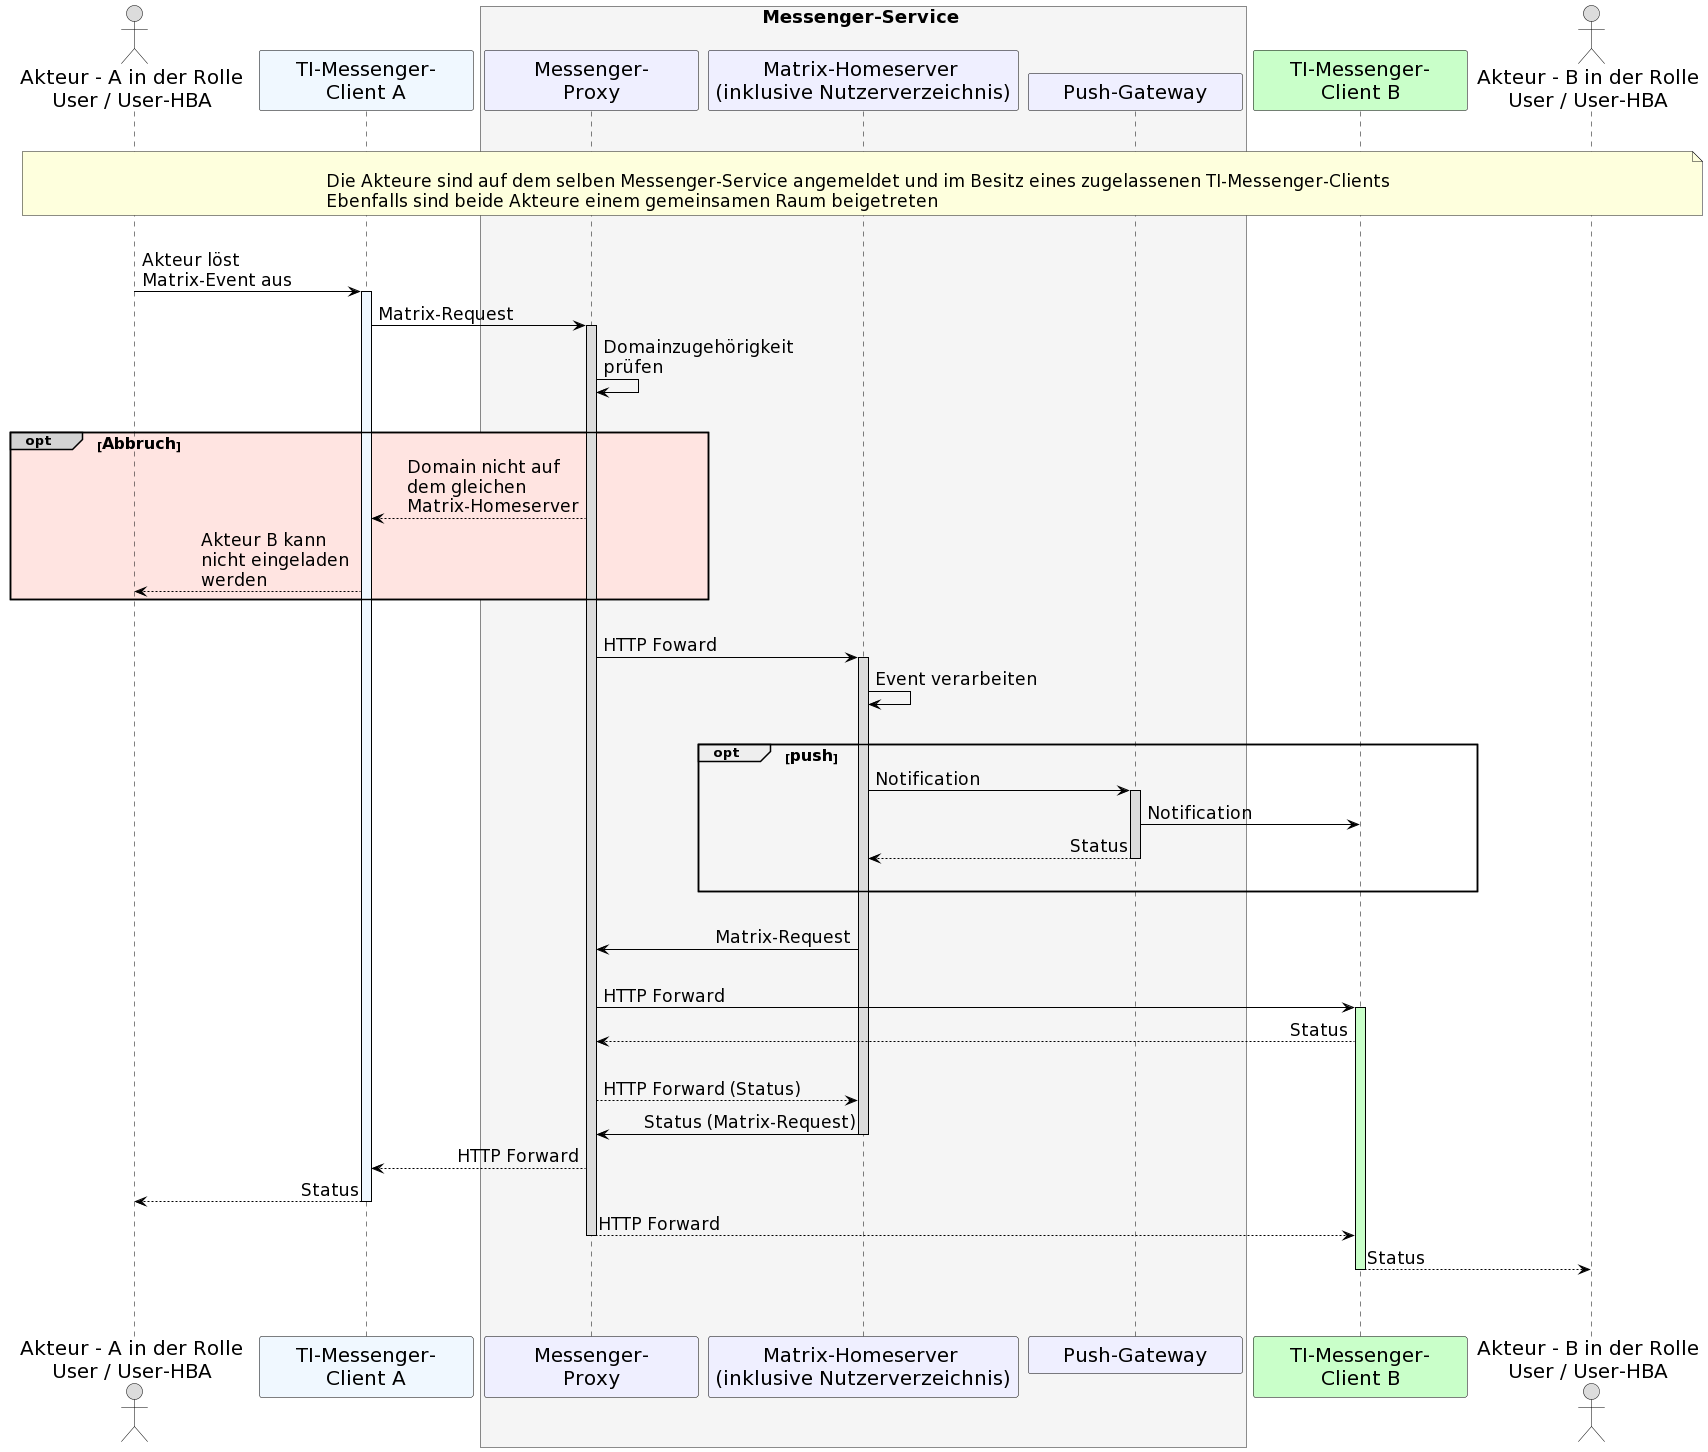 Messenger-Service
Akteur - A in der Rolle
User / User-HBA
TI-Messenger-
Client A
Messenger-
Proxy
Matrix-Homeserver
(inklusive Nutzerverzeichnis)
Push-Gateway
TI-Messenger-
Client B
Akteur - B in der Rolle
User / User-HBA
Die Akteure sind auf dem selben Messenger-Service angemeldet und im Besitz eines zugelassenen TI-Messenger-Clients
Ebenfalls sind beide Akteure einem gemeinsamen Raum beigetreten
Akteur löst
Matrix-Event aus
Matrix-Request
Domainzugehörigkeit
prüfen
opt [Abbruch]
Domain nicht auf
dem gleichen
Matrix-Homeserver
Akteur B kann
nicht eingeladen
werden
HTTP Foward
Event verarbeiten
opt [push]
Notification
Notification
Status
Matrix-Request
HTTP Forward
Status
HTTP Forward (Status)
Status (Matrix-Request)
HTTP Forward
Status
HTTP Forward
Status
Akteur - A in der Rolle
User / User-HBA
TI-Messenger-
Client A
Messenger-
Proxy
Matrix-Homeserver
(inklusive Nutzerverzeichnis)
Push-Gateway
TI-Messenger-
Client B
Akteur - B in der Rolle
User / User-HBA